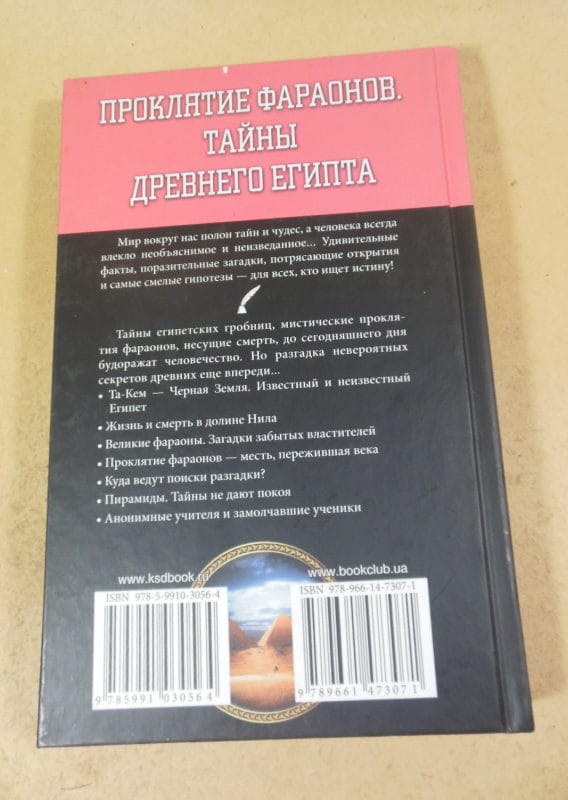 ПРОКЛЯТИЕ ФАРАОНОВ.
ТАЙНЫ
ДРЕВНЕГО ЕГИПТА
Мир вокруг нас полон тайн и чудес, а человека всегда
влекло необъяснимое и неизведанное... Удивительные
факты, поразительные загадки, потрясающие открытия
и самые смелые гипотезы — для всех, кто ищет истину!
Тайны египетских гробниц, мистические прокля-
тия фараонов, несущие смерть, до сегодняшнего дня
будоражат человечество. Но разгадка невероятных
секретов древних еще впереди...
• Та-Кем — Черная Земля. Известный и неизвестный
Египет
• Жизнь и смерть в долине Нила
• Великие фараоны. Загадки забытых властителей
• Проклятие фараонов — месть, пережившая века
• Куда ведут поиски разгадки?
• Пирамиды. Тайны не дают покоя
• Анонимные учителя и замолчавшие ученики
www.ksdbook.ru
www.bookclub.ua
ISBN 978-5-9910-3056-4
ISBN 978-966-14-7307-1
9 785991 030564
9 789661 473071